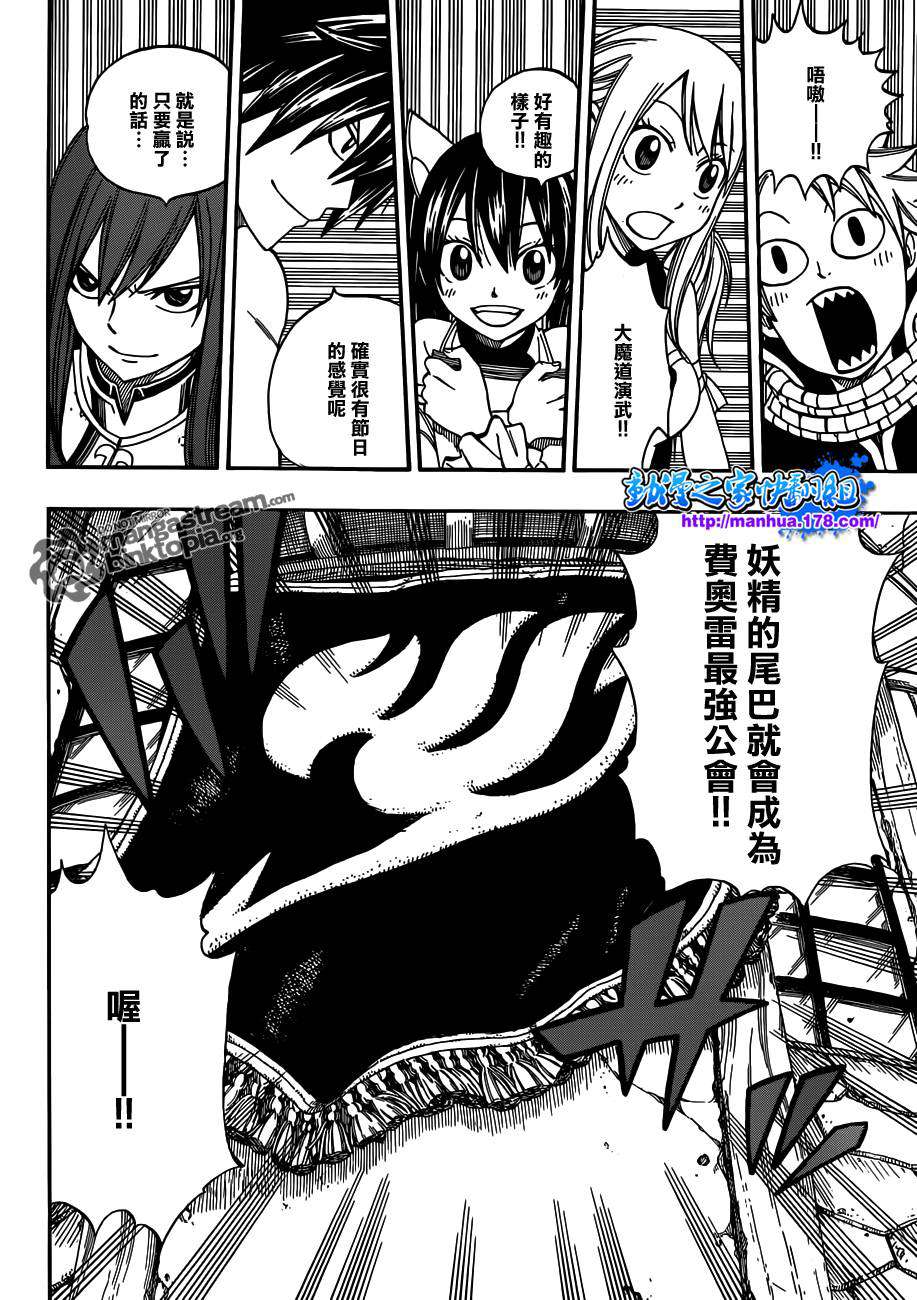 唔嗷——!!
大魔道演武!!
好有趣的
樣子!!
確實很有節日
的感覺呢
就是説…
只要贏了
的話…
動漫之家快翻組
http://manhua.178.com/
mangastream.com
妖精的尾巴就會成為
費奧雷最強公會!!
喔——!!